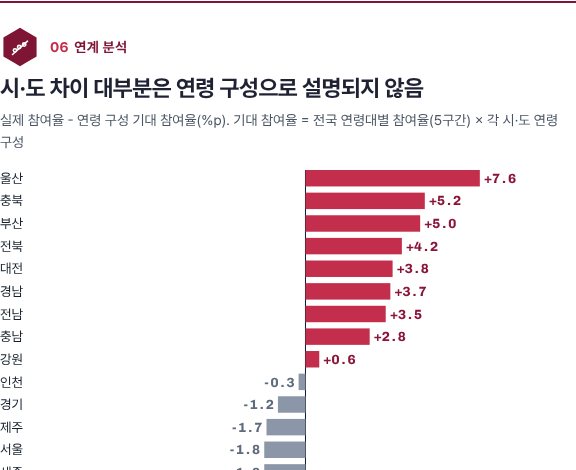 06 연계 분석
시·도 차이 대부분은 연령 구성으로 설명되지 않음
실제 참여율 - 연령 구성 기대 참여율(%p). 기대 참여율 = 전국 연령대별 참여율(5구간) × 각 시·도 연령
구성
울산 +7.6
충북 +5.2
부산 +5.0
전북 +4.2
대전 +3.8
경남 +3.7
전남 +3.5
충남 +2.8
강원 +0.6
인천 -0.3
경기 -1.2
제주 -1.7
서울 -1.8